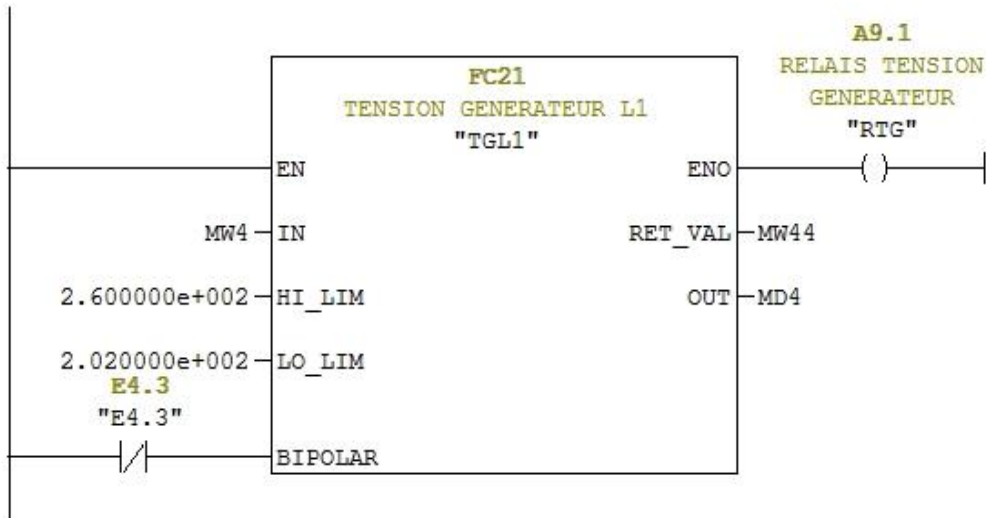 A9.1
RELAIS TENSION
GENERATEUR
"RTG"
FC21
TENSION GENERATEUR L1
"TGL1"
EN
ENO
MW4
IN
RET_VAL
MW44
2.600000e+002
HI_LIM
OUT
MD4
2.020000e+002
LO_LIM
E4.3
"E4.3"
BIPOLAR